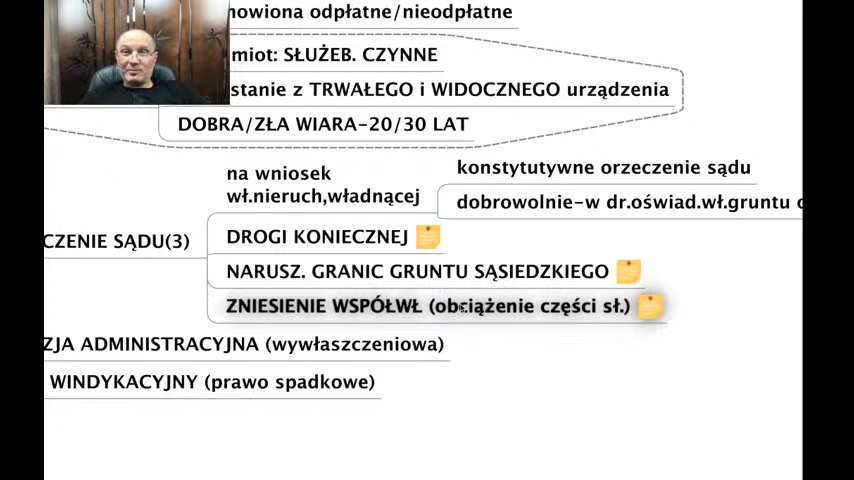 nowiona odpłatne/nieodpłatne
miot: SŁUŻEB. CZYNNE
stanie z TRWAŁEGO i WIDOCZNEGO urządzenia
DOBRA/ZŁA WIARA-20/30 LAT
na wniosek
wł.nieruch,władnącej
konstytutywne orzeczenie sądu
dobrowolnie-w dr.oświad.wł.gruntu o
CZENIE SĄDU(3)
DROGI KONIECZNEJ
NARUSZ. GRANIC GRUNTU SĄSIEDZKIEGO
ZNIESIENIE WSPÓŁWŁ (obciążenie części sł.)
ZJA ADMINISTRACYJNA (wywłaszczeniowa)
WINDYKACYJNY (prawo spadkowe)